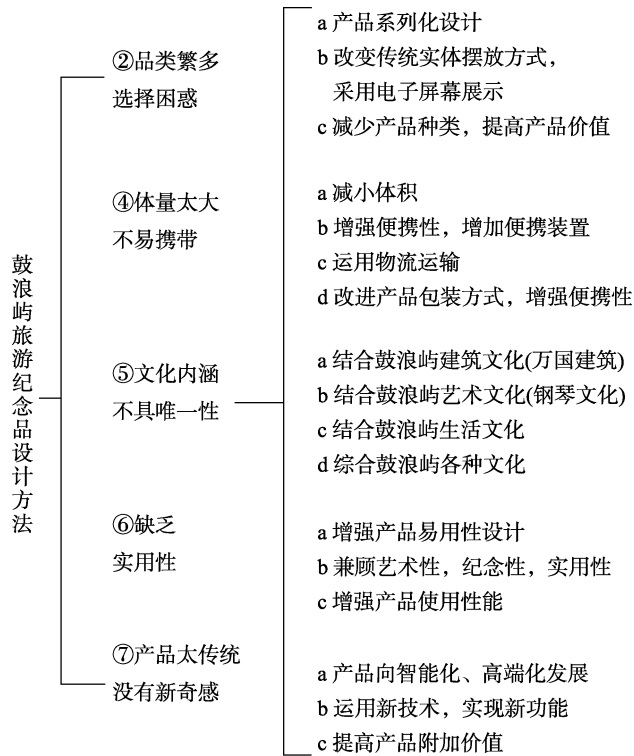 鼓浪屿旅游纪念品设计方法
②品类繁多
选择困惑
a 产品系列化设计
b 改变传统实体摆放方式，
采用电子屏幕展示
c 减少产品种类，提高产品价值
④体量太大
不易携带
a 减小体积
b 增强便携性，增加便携装置
c 运用物流运输
d 改进产品包装方式，增强便携性
⑤文化内涵
不具唯一性
a 结合鼓浪屿建筑文化(万国建筑)
b 结合鼓浪屿艺术文化(钢琴文化)
c 结合鼓浪屿生活文化
d 综合鼓浪屿各种文化
⑥缺乏
实用性
a 增强产品易用性设计
b 兼顾艺术性，纪念性，实用性
c 增强产品使用性能
⑦产品太传统
没有新奇感
a 产品向智能化、高端化发展
b 运用新技术，实现新功能
c 提高产品附加价值